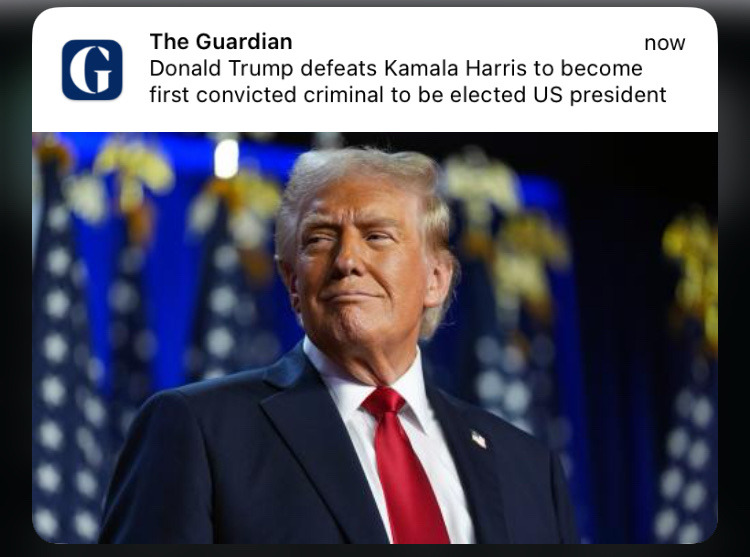 The Guardian
now
Donald Trump defeats Kamala Harris to become
first convicted criminal to be elected US president
G